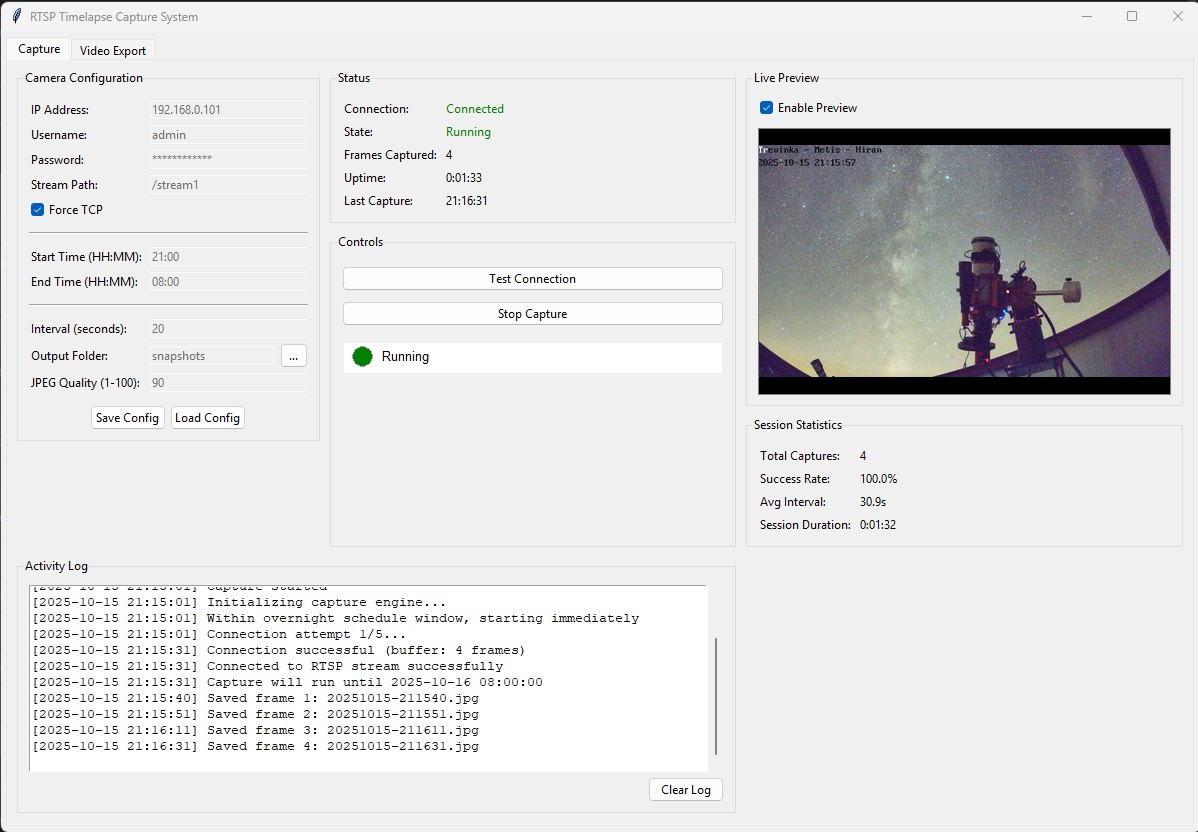 RTSP Timelapse Capture System
Capture
Video Export
Camera Configuration
IP Address: 192.168.0.101
Username: admin
Password: ************
Stream Path: /stream1
Force TCP
Start Time (HH:MM): 21:00
End Time (HH:MM): 08:00
Interval (seconds): 20
Output Folder: snapshots ...
JPEG Quality (1-100): 90
Save Config Load Config
Status
Connection: Connected
State: Running
Frames Captured: 4
Uptime: 0:01:33
Last Capture: 21:16:31
Controls
Test Connection
Stop Capture
Running
Live Preview
Enable Preview
Trevinka - Metis - Hiran
2025-10-15 21:15:57
Session Statistics
Total Captures: 4
Success Rate: 100.0%
Avg Interval: 30.9s
Session Duration: 0:01:32
Activity Log
[2025-10-15 21:15:01] Capture started
[2025-10-15 21:15:01] Initializing capture engine...
[2025-10-15 21:15:01] Within overnight schedule window, starting immediately
[2025-10-15 21:15:01] Connection attempt 1/5...
[2025-10-15 21:15:31] Connection successful (buffer: 4 frames)
[2025-10-15 21:15:31] Connected to RTSP stream successfully
[2025-10-15 21:15:31] Capture will run until 2025-10-16 08:00:00
[2025-10-15 21:15:40] Saved frame 1: 20251015-211540.jpg
[2025-10-15 21:15:51] Saved frame 2: 20251015-211551.jpg
[2025-10-15 21:16:11] Saved frame 3: 20251015-211611.jpg
[2025-10-15 21:16:31] Saved frame 4: 20251015-211631.jpg
Clear Log